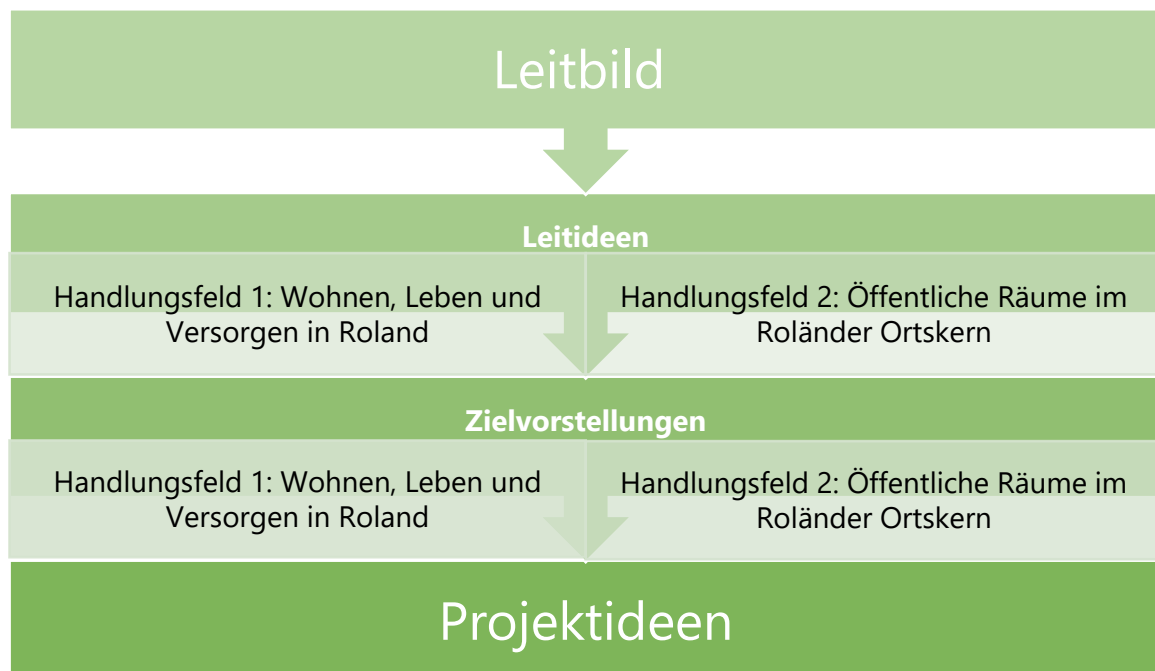 Leitbild
Leitideen
Handlungsfeld 1: Wohnen, Leben und
Versorgen in Roland
Handlungsfeld 2: Öffentliche Räume im
Roländer Ortskern
Zielvorstellungen
Handlungsfeld 1: Wohnen, Leben und
Versorgen in Roland
Handlungsfeld 2: Öffentliche Räume im
Roländer Ortskern
Projektideen